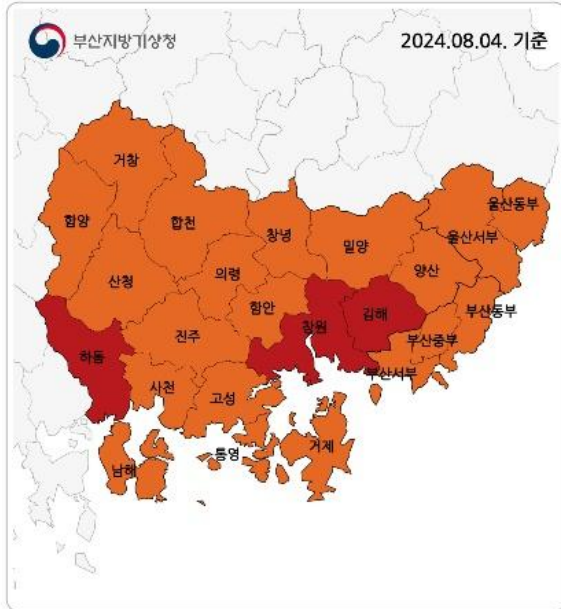 부산지방기상청
2024.08.04. 기준
거창
함양
합천
창녕
밀양
울산동부
울산서부
산청
의령
양산
함안
창원
김해
부산동부
진주
부산중부
하동
부산서부
사천
고성
거제
통영
남해